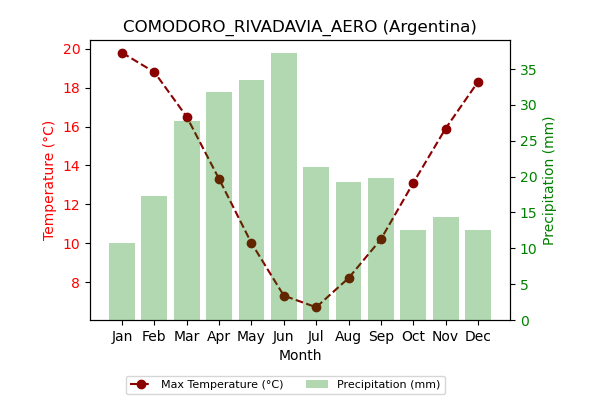 COMODORO_RIVADAVIA_AERO (Argentina)
20
18
16
14
12
10
8
Temperature (°C)
35
30
25
20
15
10
5
0
Precipitation (mm)
Jan Feb Mar Apr May Jun Jul Aug Sep Oct Nov Dec
Month
Max Temperature (°C) Precipitation (mm)